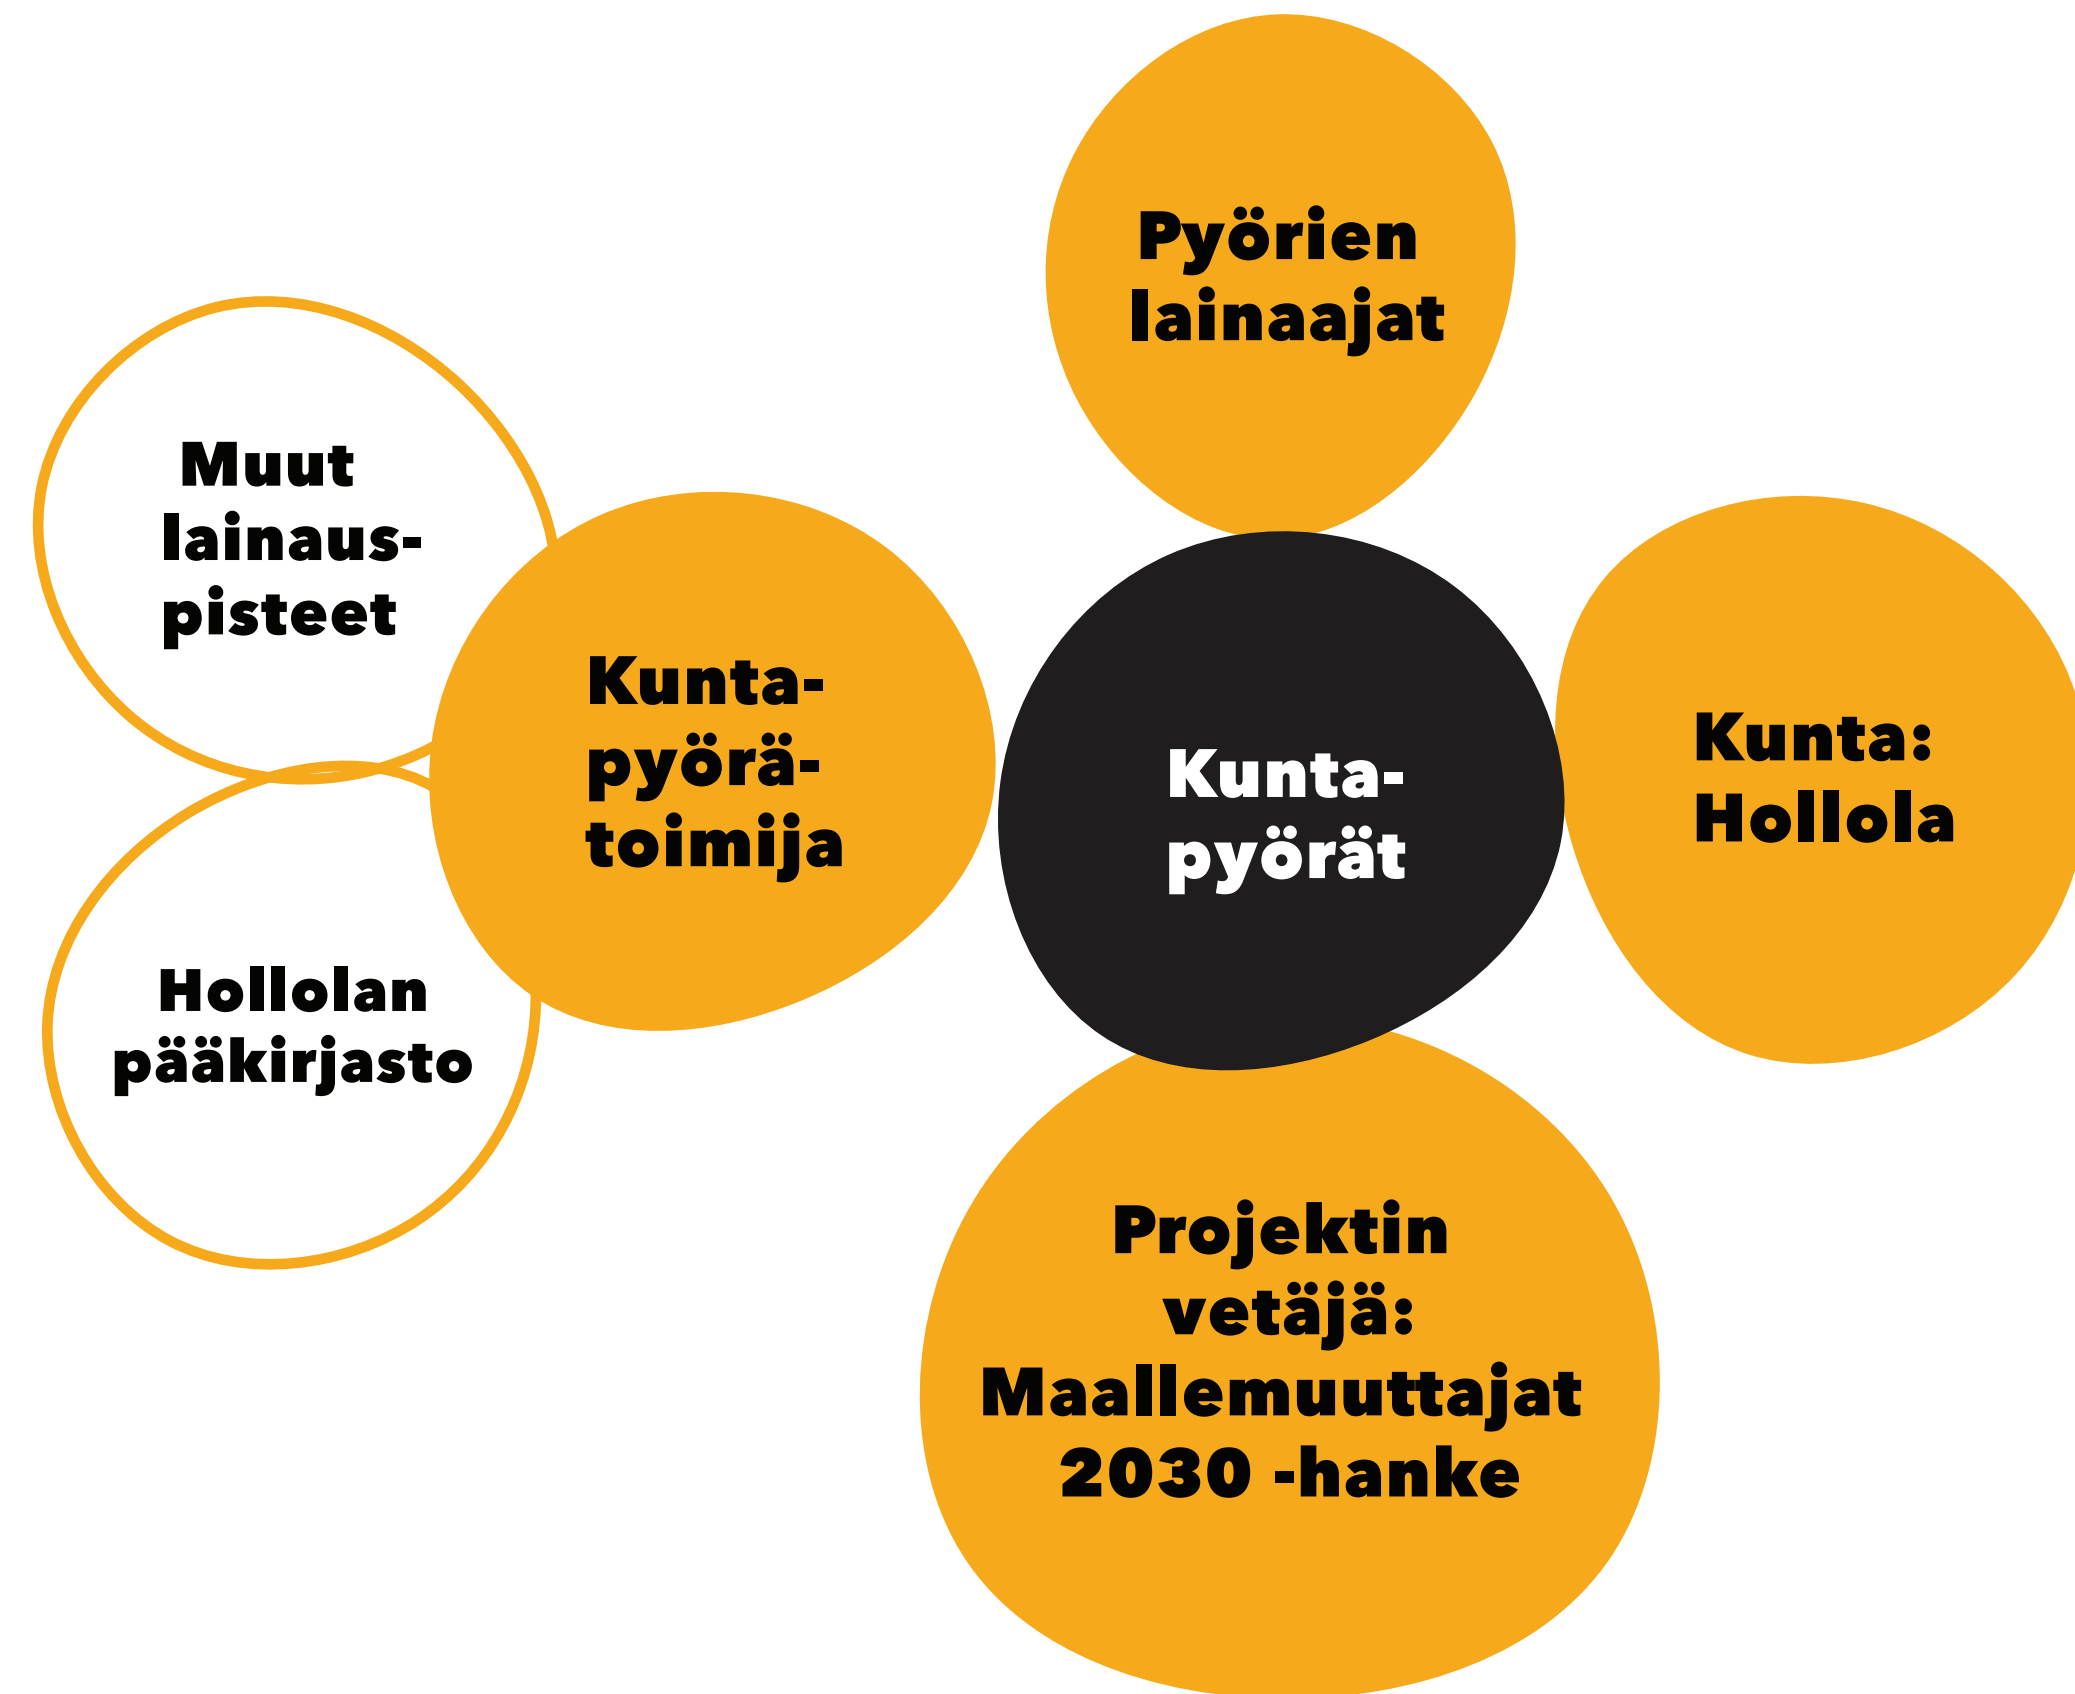 Pyörien
lainaajat
Muut
lainaus-
pisteet
Kunta-
pyörä-
toimija
Kunta-
pyörät
Kunta:
Hollola
Hollolan
pääkirjasto
Projektin
vetäjä:
Maallemuuttajat
2030 -hanke